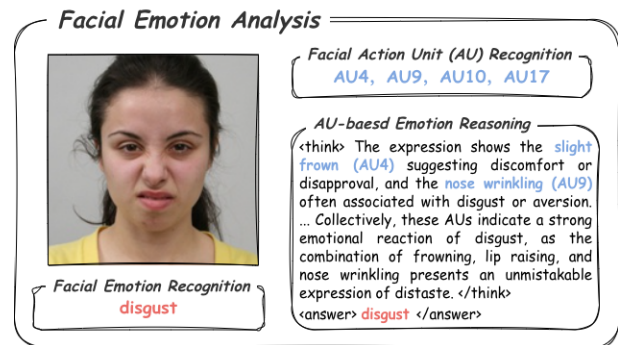 Facial Emotion Analysis
Facial Action Unit (AU) Recognition
AU4, AU9, AU10, AU17
AU-baesd Emotion Reasoning
<think> The expression shows the slight
frown (AU4) suggesting discomfort or
disapproval, and the nose wrinkling (AU9)
often associated with disgust or aversion.
... Collectively, these AUs indicate a strong
emotional reaction of disgust, as the
combination of frowning, lip raising, and
nose wrinkling presents an unmistakable
expression of distaste. </think>
<answer> disgust </answer>
Facial Emotion Recognition
disgust